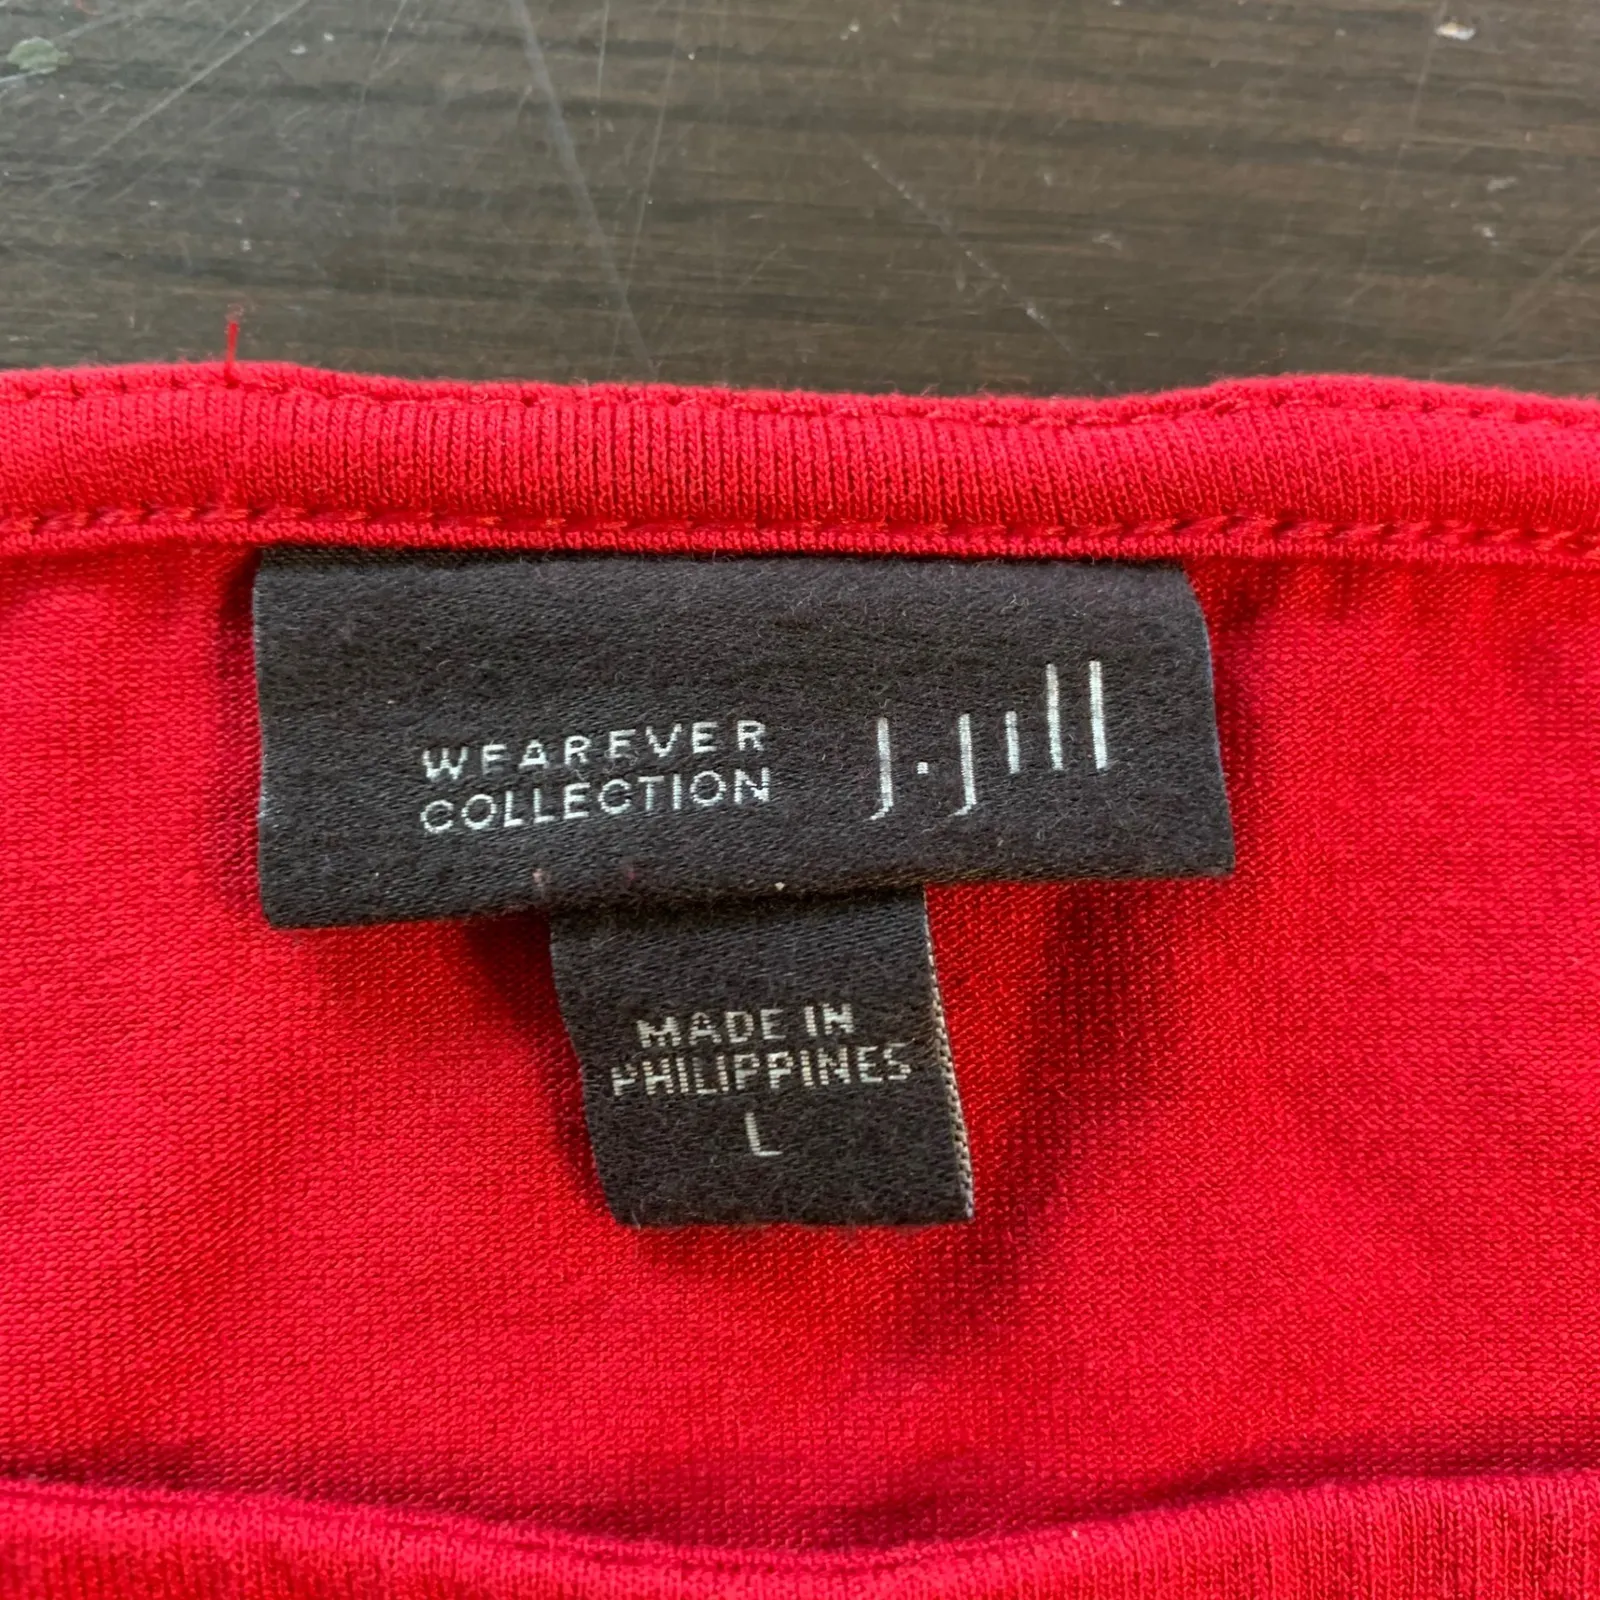 WEAREVER
COLLECTION
J.Jill
MADE IN
PHILIPPINES
L